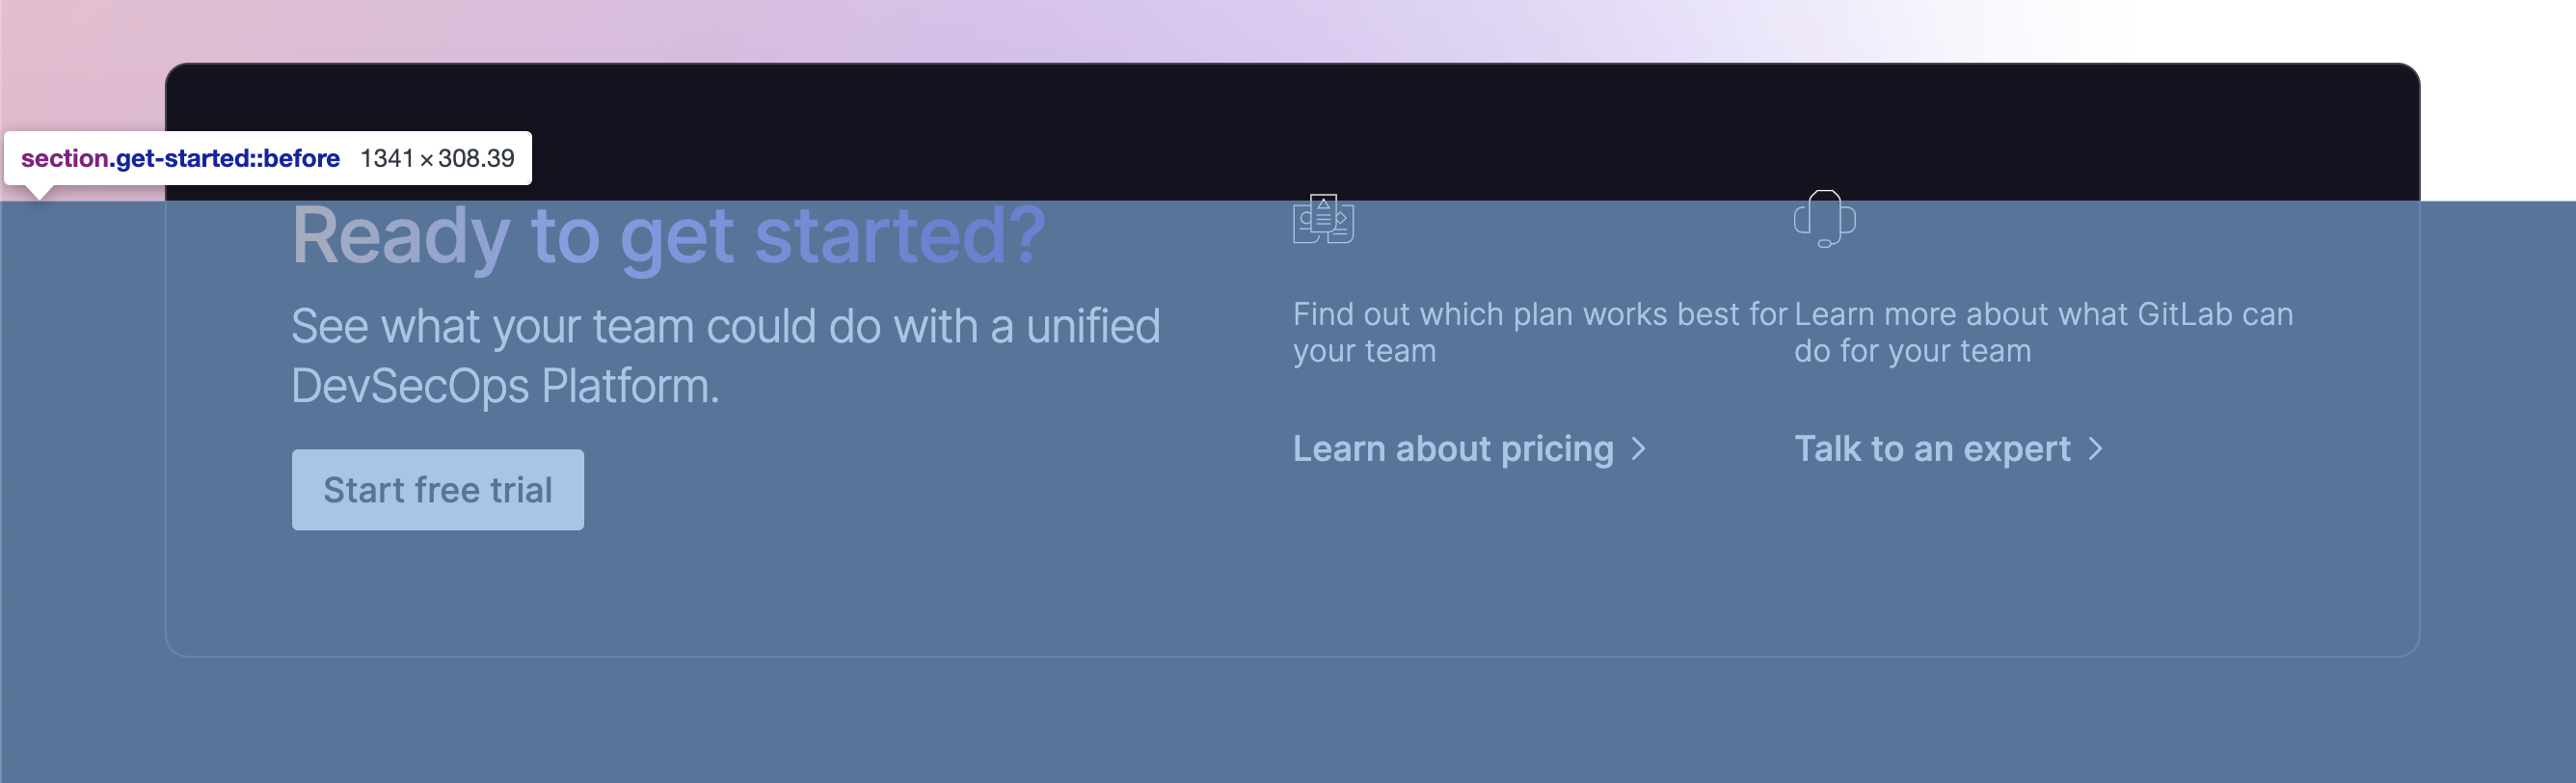 section.get-started::before 1341 × 308.39
Ready to get started?
See what your team could do with a unified
DevSecOps Platform.
Start free trial
Find out which plan works best for
your team
Learn about pricing
Learn more about what GitLab can
do for your team
Talk to an expert